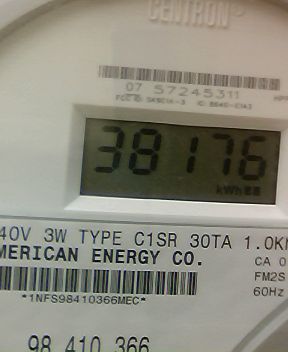 CENTRON®
07 57245311
38176
kWh
40V 3W TYPE C1SR 30TA 1.0K
MERICAN ENERGY CO.
CA 0
FM2S
60Hz
*1NFS98410366MEC*
98 410 366